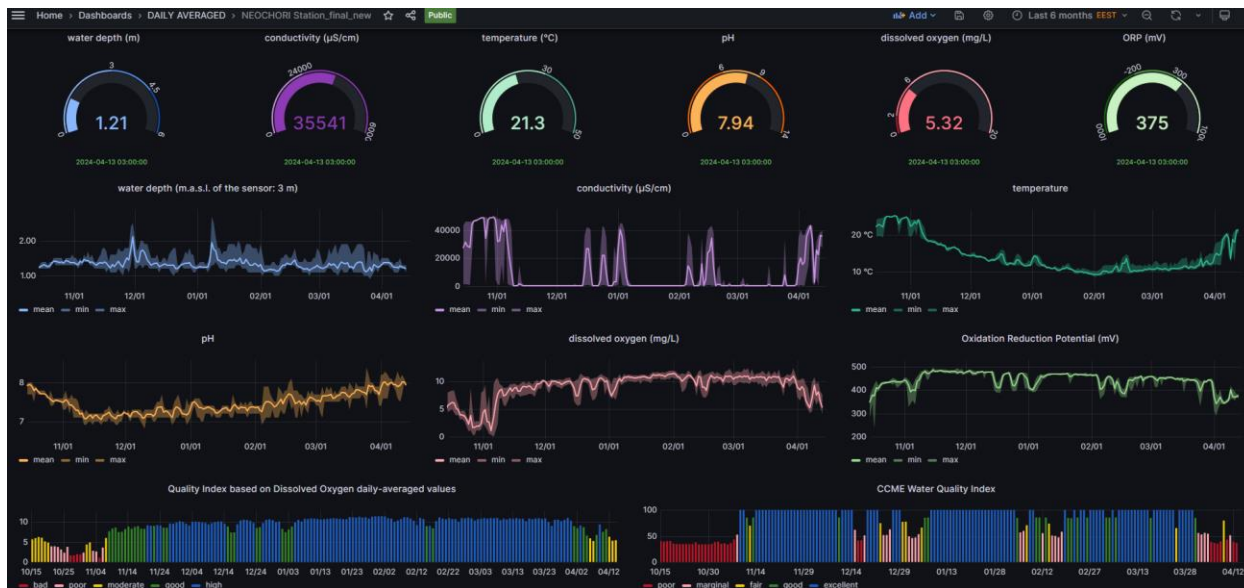 Home › Dashboards › DAILY AVERAGED › NEOCHORI Station_final_new Public Add Last 6 months EEST
water depth (m) conductivity (µS/cm) temperature (°C) pH dissolved oxygen (mg/L) ORP (mV)
0 3 4.5 6 0 24000 6000 0 30 50 0 6 9 14 0 2 6 20 -200 300
1.21 35541 21.3 7.94 5.32 375
2024-04-13 03:00:00 2024-04-13 03:00:00 2024-04-13 03:00:00 2024-04-13 03:00:00 2024-04-13 03:00:00 2024-04-13 03:00:00
water depth (m.a.s.l. of the sensor: 3 m)
2.00
1.00
11/01 12/01 01/01 02/01 03/01 04/01
mean min max
conductivity (µS/cm)
40000
20000
0
11/01 12/01 01/01 02/01 03/01 04/01
mean min max
temperature
20 °C
10 °C
11/01 12/01 01/01 02/01 03/01 04/01
mean min max
pH
8
7
11/01 12/01 01/01 02/01 03/01 04/01
mean min max
dissolved oxygen (mg/L)
10
5
0
11/01 12/01 01/01 02/01 03/01 04/01
mean min max
Oxidation Reduction Potential (mV)
500
400
300
200
11/01 12/01 01/01 02/01 03/01 04/01
mean min max
Quality Index based on Dissolved Oxygen daily-averaged values
10
5
0
10/15 10/25 11/04 11/14 11/24 12/04 12/14 12/24 01/03 01/13 01/23 02/02 02/12 02/22 03/03 03/13 03/23 04/02 04/12
bad poor moderate good high
CCME Water Quality Index
100
50
0
10/15 10/30 11/14 11/29 12/14 12/29 01/13 01/28 02/12 02/27 03/13 03/28 04/12
poor marginal fair good excellent